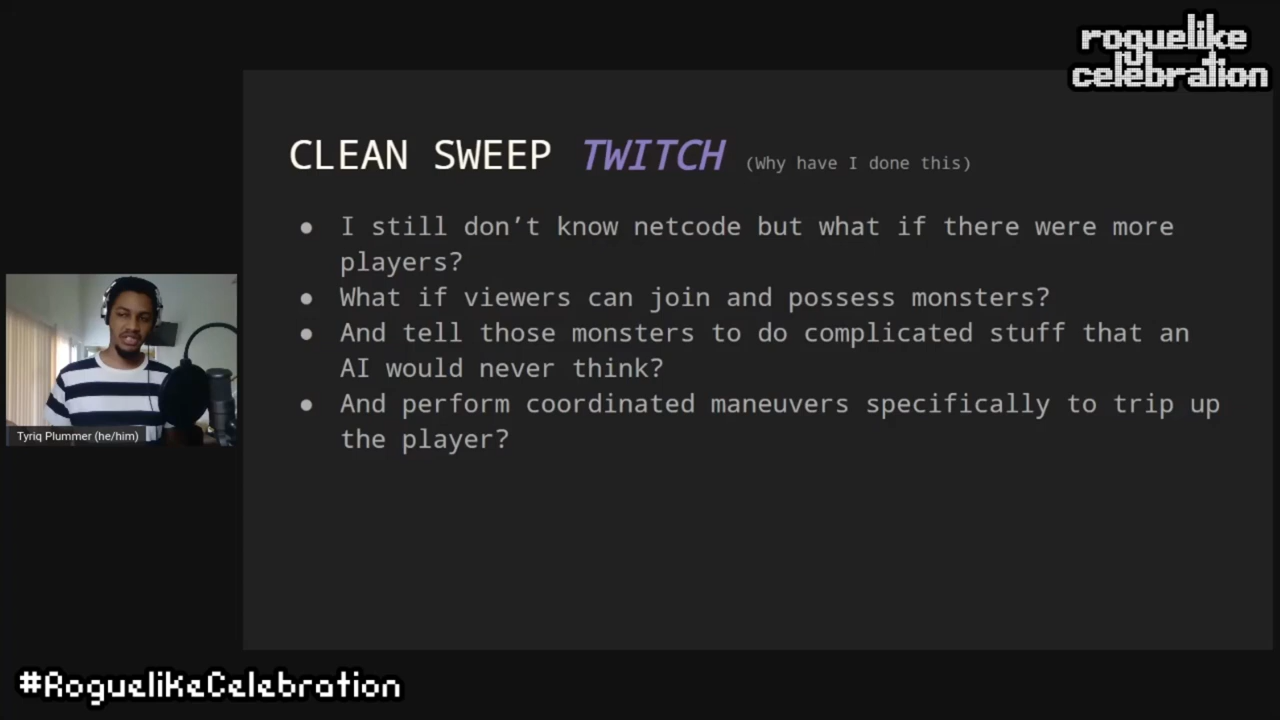 roguelike
celebration
CLEAN SWEEP TWITCH (Why have I done this)
● I still don’t know netcode but what if there were more
players?
● What if viewers can join and possess monsters?
● And tell those monsters to do complicated stuff that an
AI would never think?
● And perform coordinated maneuvers specifically to trip up
the player?
Tyriq Plummer (he/him)
#RoguelikeCelebration